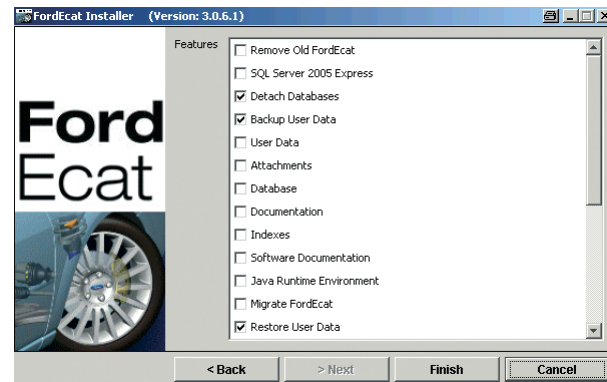 FordEcat Installer (Version: 3.0.6.1)
Ford
Ecat
Features
Remove Old FordEcat
SQL Server 2005 Express
Detach Databases
Backup User Data
User Data
Attachments
Database
Documentation
Indexes
Software Documentation
Java Runtime Environment
Migrate FordEcat
Restore User Data
< Back
> Next
Finish
Cancel